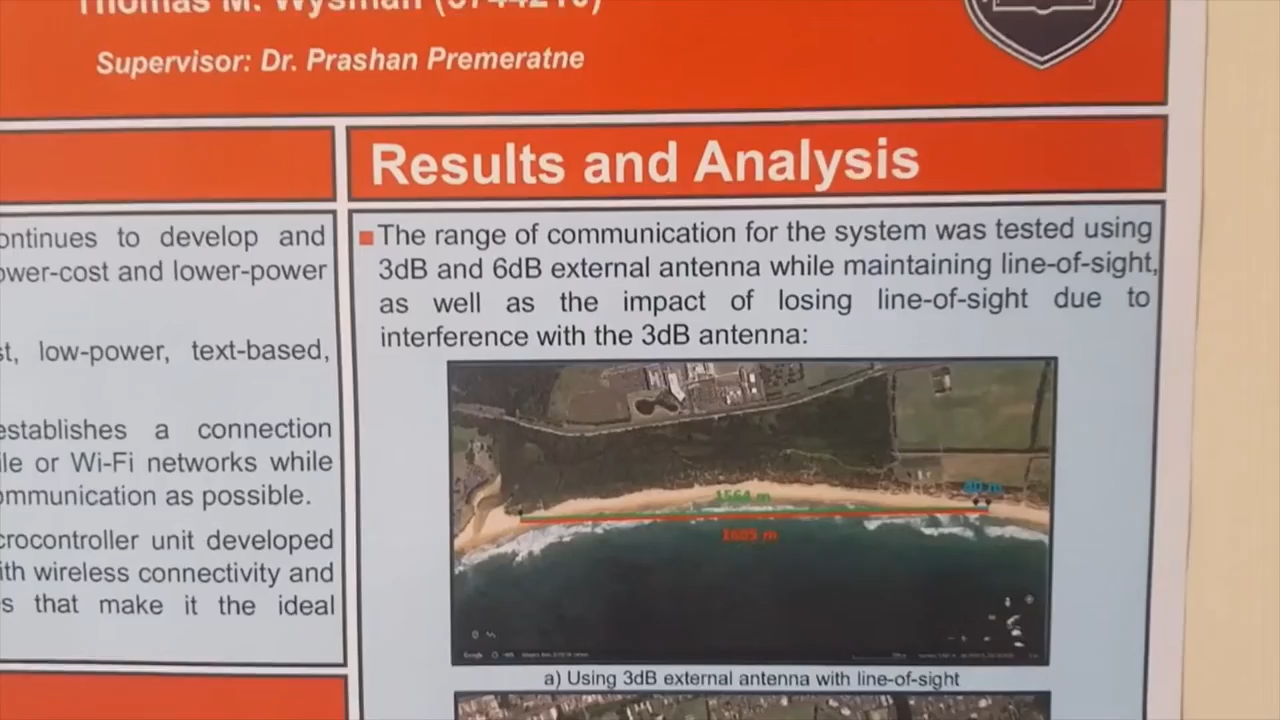 Thomas M. Wysman
Supervisor: Dr. Prashan Premeratne
Results and Analysis
ontinues to develop and
ower-cost and lower-power
t, low-power, text-based,
establishes a connection
ile or Wi-Fi networks while
ommunication as possible.
crocontroller unit developed
ith wireless connectivity and
s that make it the ideal
The range of communication for the system was tested using
3dB and 6dB external antenna while maintaining line-of-sight,
as well as the impact of losing line-of-sight due to
interference with the 3dB antenna:
1564 m
40 m
1605 m
Google
a) Using 3dB external antenna with line-of-sight